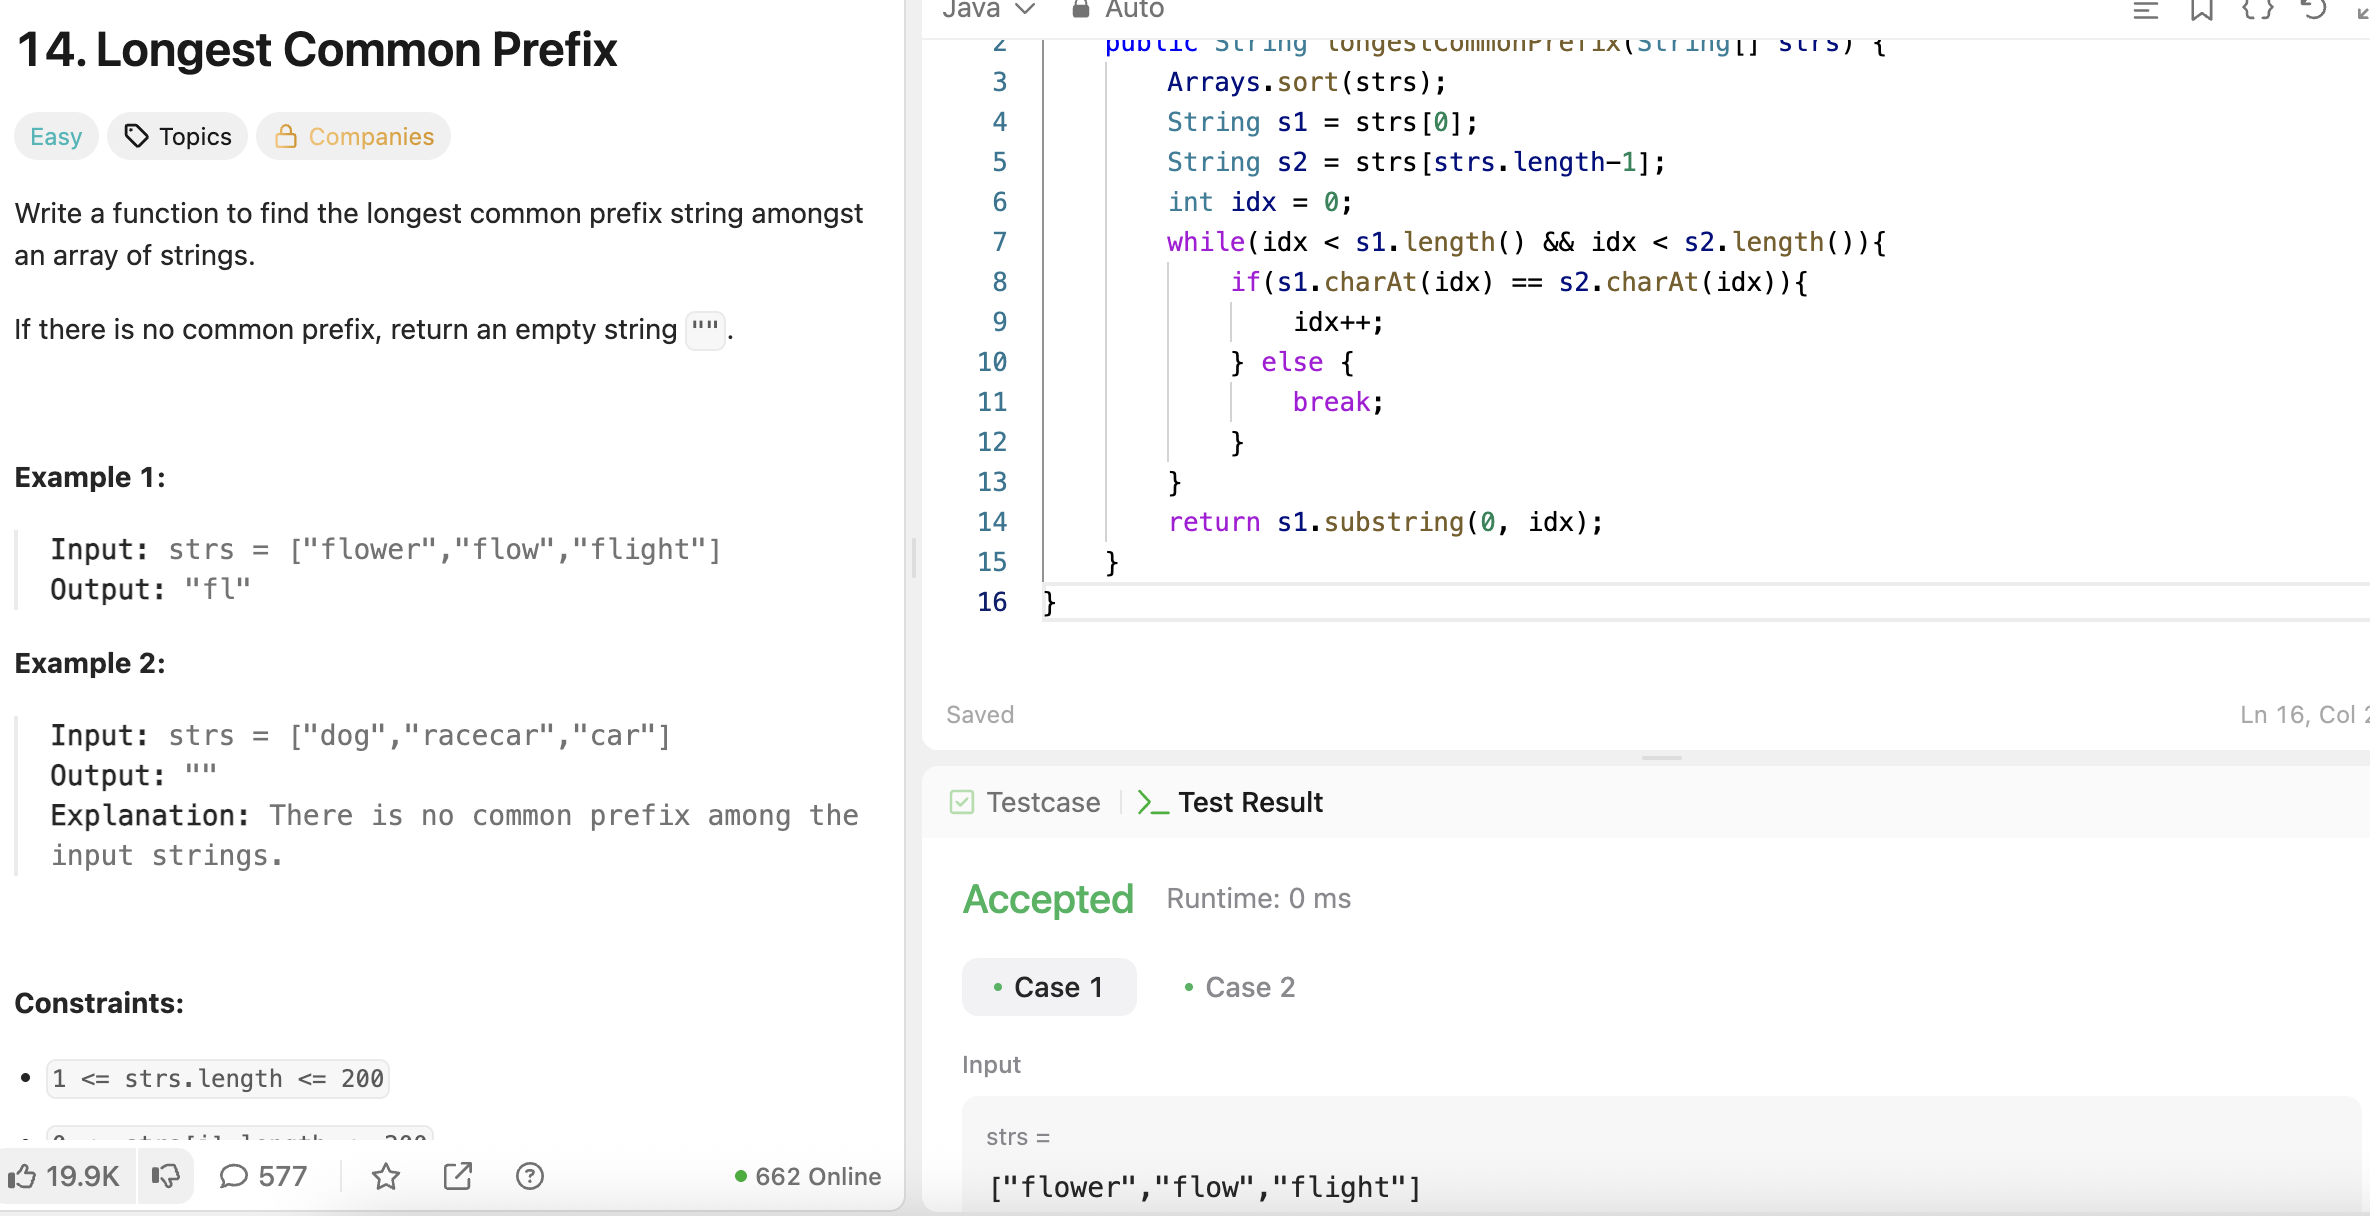 14. Longest Common Prefix
Easy
Topics
Companies
Write a function to find the longest common prefix string amongst
an array of strings.
If there is no common prefix, return an empty string "".
Example 1:
Input: strs = ["flower","flow","flight"]
Output: "fl"
Example 2:
Input: strs = ["dog","racecar","car"]
Output: ""
Explanation: There is no common prefix among the
input strings.
Constraints:
1 <= strs.length <= 200
19.9K
577
662 Online
Java
Auto
2 public String longestCommonPrefix(String[] strs) {
3 Arrays.sort(strs);
4 String s1 = strs[0];
5 String s2 = strs[strs.length-1];
6 int idx = 0;
7 while(idx < s1.length() && idx < s2.length()){
8 if(s1.charAt(idx) == s2.charAt(idx)){
9 idx++;
10 } else {
11 break;
12 }
13 }
14 return s1.substring(0, idx);
15 }
16 }
Saved
Ln 16, Col
Testcase
>_ Test Result
Accepted
Runtime: 0 ms
Case 1
Case 2
Input
strs =
["flower","flow","flight"]